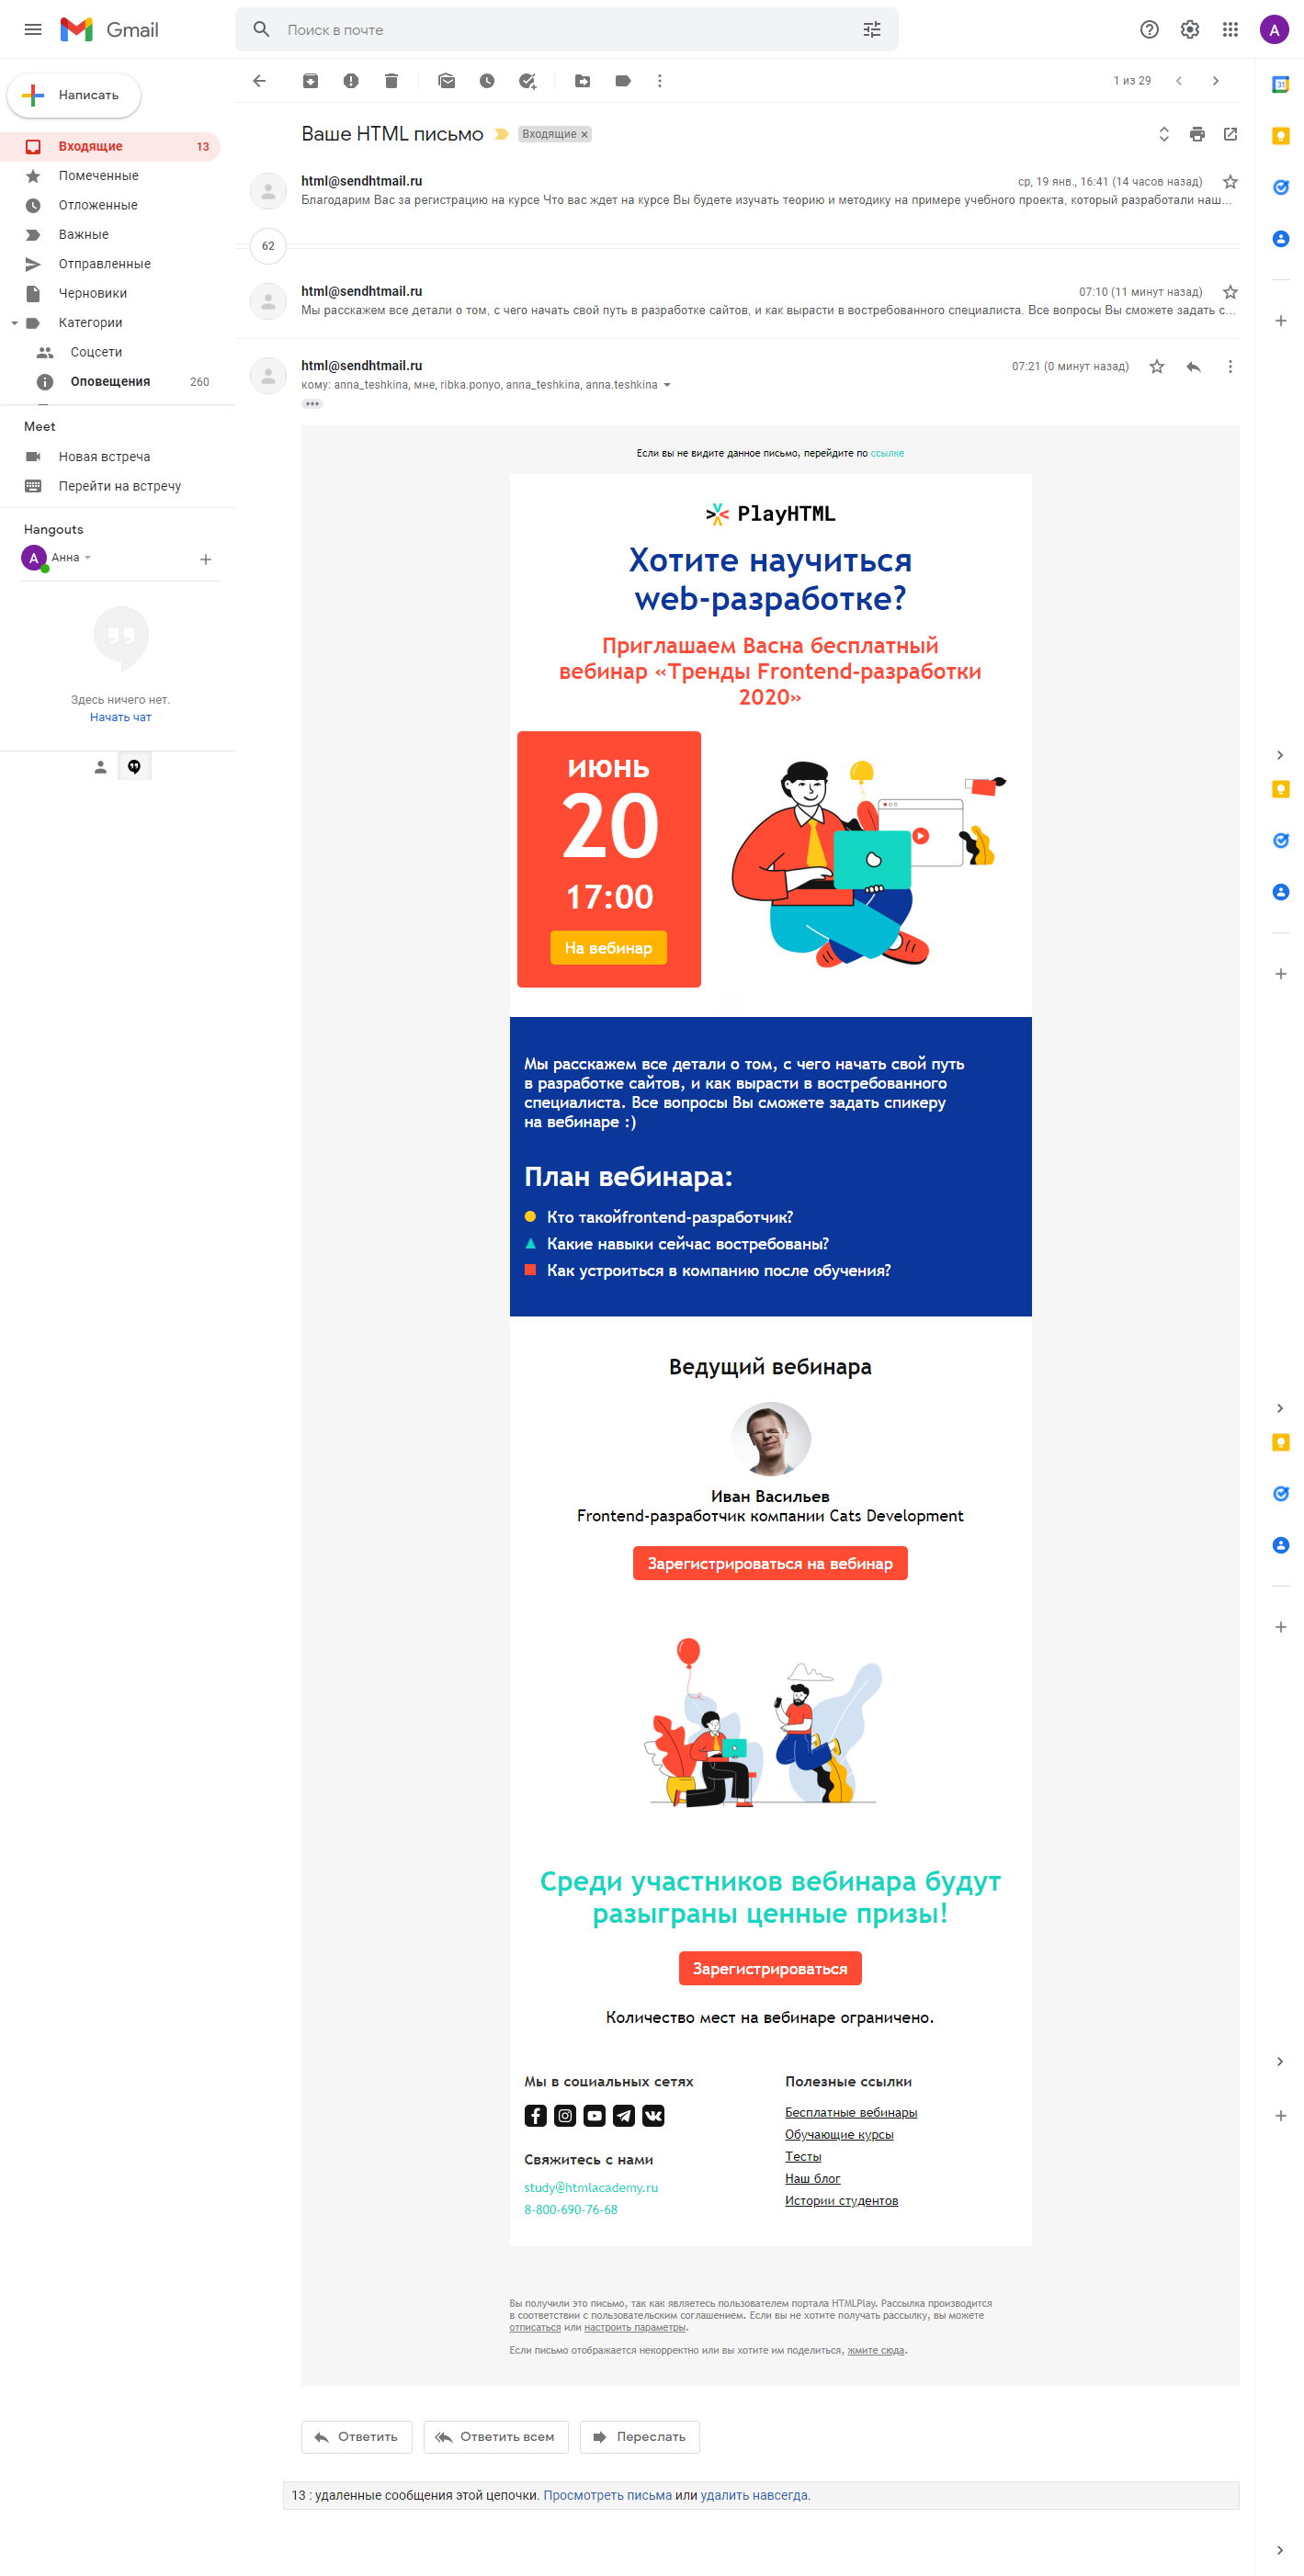 Gmail
Поиск в почте
A
Написать
1 из 29
Входящие 13
Помеченные
Отложенные
Важные
Отправленные
Черновики
Категории
Соцсети
Оповещения 260
Meet
Новая встреча
Перейти на встречу
Hangouts
A Анна
Здесь ничего нет.
Начать чат
Ваше HTML письмо Входящие ×
html@sendhtmail.ru ср, 19 янв., 16:41 (14 часов назад)
Благодарим Вас за регистрацию на курсе Что вас ждет на курсе Вы будете изучать теорию и методику на примере учебного проекта, который разработали наш…
62
html@sendhtmail.ru 07:10 (11 минут назад)
Мы расскажем все детали о том, с чего начать свой путь в разработке сайтов, и как вырасти в востребованного специалиста. Все вопросы Вы сможете задать с…
html@sendhtmail.ru 07:21 (0 минут назад)
кому: anna_teshkina, мне, ribka.ponyo, anna_teshkina, anna.teshkina
31
Если вы не видите данное письмо, перейдите по ссылке
PlayHTML
Хотите научиться
web-разработке?
Приглашаем Васна бесплатный
вебинар «Тренды Frontend-разработки
2020»
июнь
20
17:00
На вебинар
Мы расскажем все детали о том, с чего начать свой путь
в разработке сайтов, и как вырасти в востребованного
специалиста. Все вопросы Вы сможете задать спикеру
на вебинаре :)
План вебинара:
Кто такойfrontend-разработчик?
Какие навыки сейчас востребованы?
Как устроиться в компанию после обучения?
Ведущий вебинара
Иван Васильев
Frontend-разработчик компании Cats Development
Зарегистрироваться на вебинар
Среди участников вебинара будут
разыграны ценные призы!
Зарегистрироваться
Количество мест на вебинаре ограничено.
Мы в социальных сетях
Свяжитесь с нами
study@htmlacademy.ru
8-800-690-76-68
Полезные ссылки
Бесплатные вебинары
Обучающие курсы
Тесты
Наш блог
Истории студентов
Вы получили это письмо, так как являетесь пользователем портала HTMLPlay. Рассылка производится
в соответствии с пользовательским соглашением. Если вы не хотите получать рассылку, вы можете
отписаться или настроить параметры.
Если письмо отображается некорректно или вы хотите им поделиться, жмите сюда.
Ответить Ответить всем Переслать
13 : удаленные сообщения этой цепочки. Просмотреть письма или удалить навсегда.